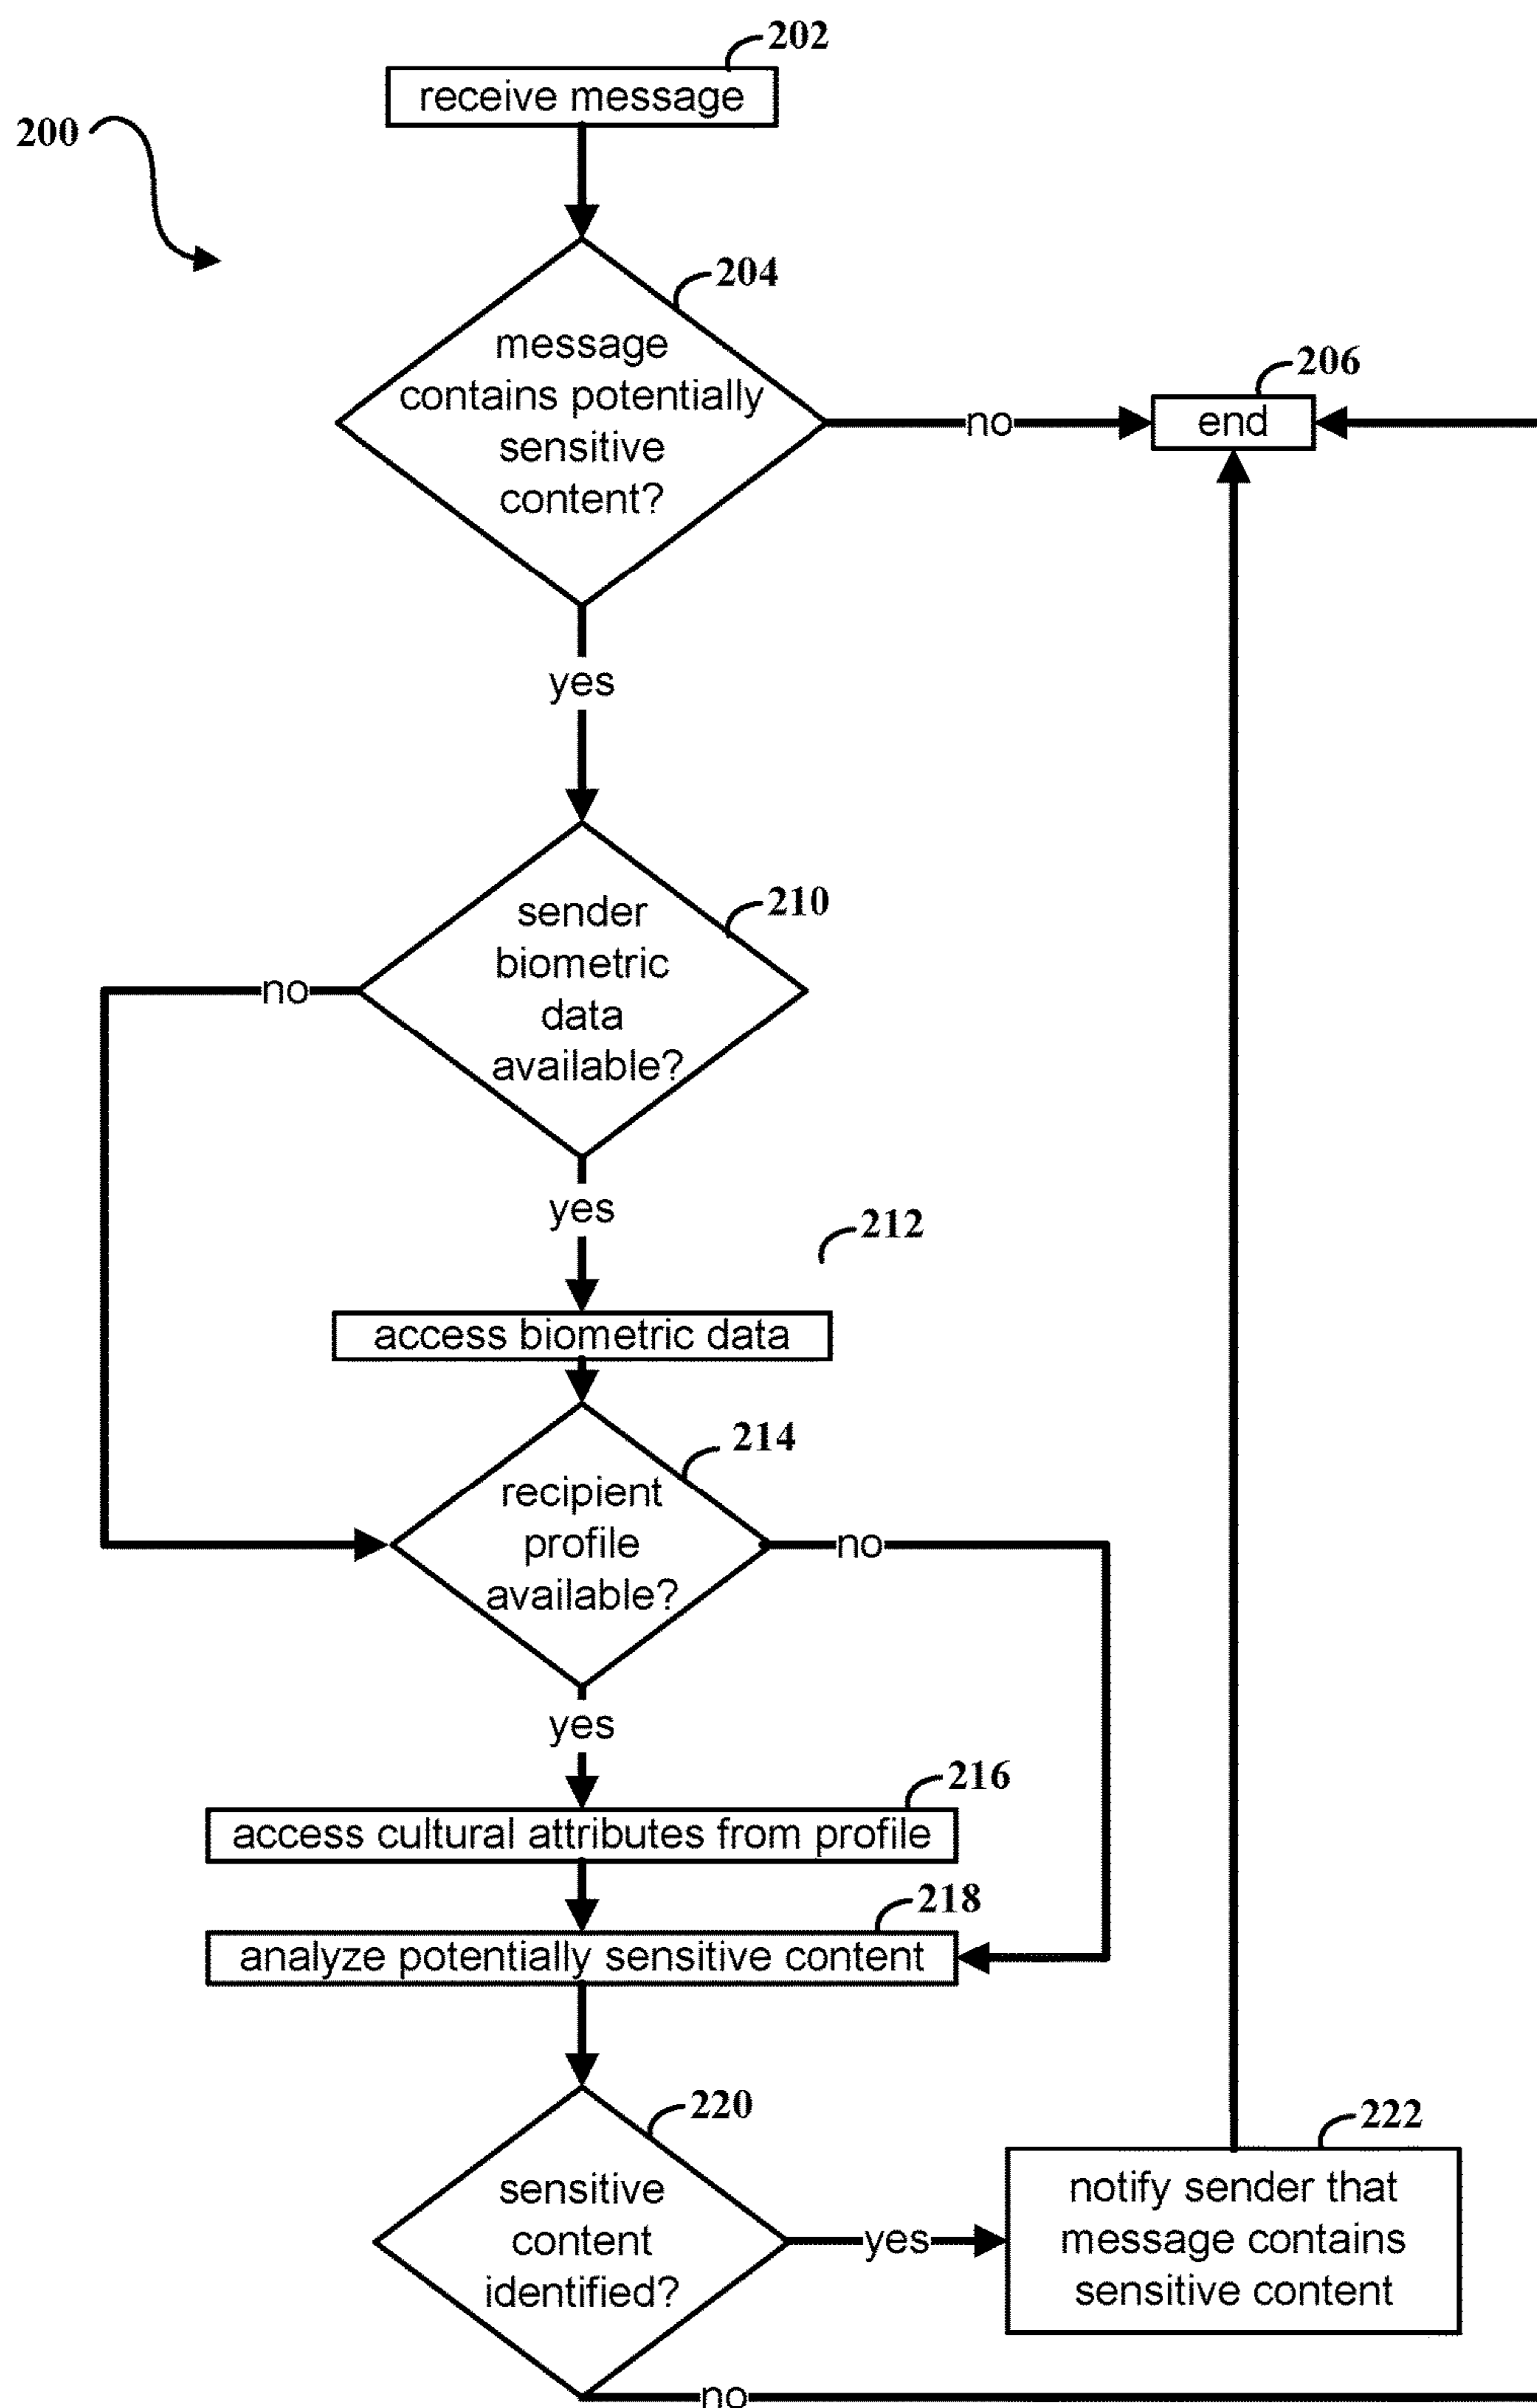 202
receive message
200
204
message
contains potentially
sensitive
content?
no
206
end
yes
210
sender
biometric
data
available?
no
yes
212
access biometric data
214
recipient
profile
available?
no
yes
216
access cultural attributes from profile
218
analyze potentially sensitive content
220
sensitive
content
identified?
yes
222
notify sender that
message contains
sensitive content
no